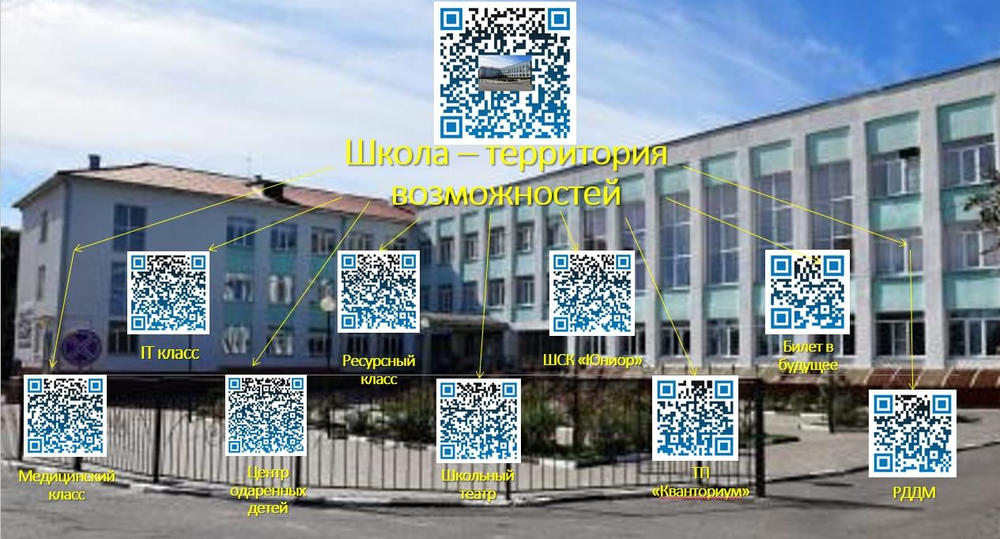 Школа – территория
возможностей
IT класс
Ресурсный
класс
ШСК «Юниор»
Билет в
будущее
Медицинский
класс
Центр
одаренных
детей
Школьный
театр
ТП
«Кванториум»
РДДМ